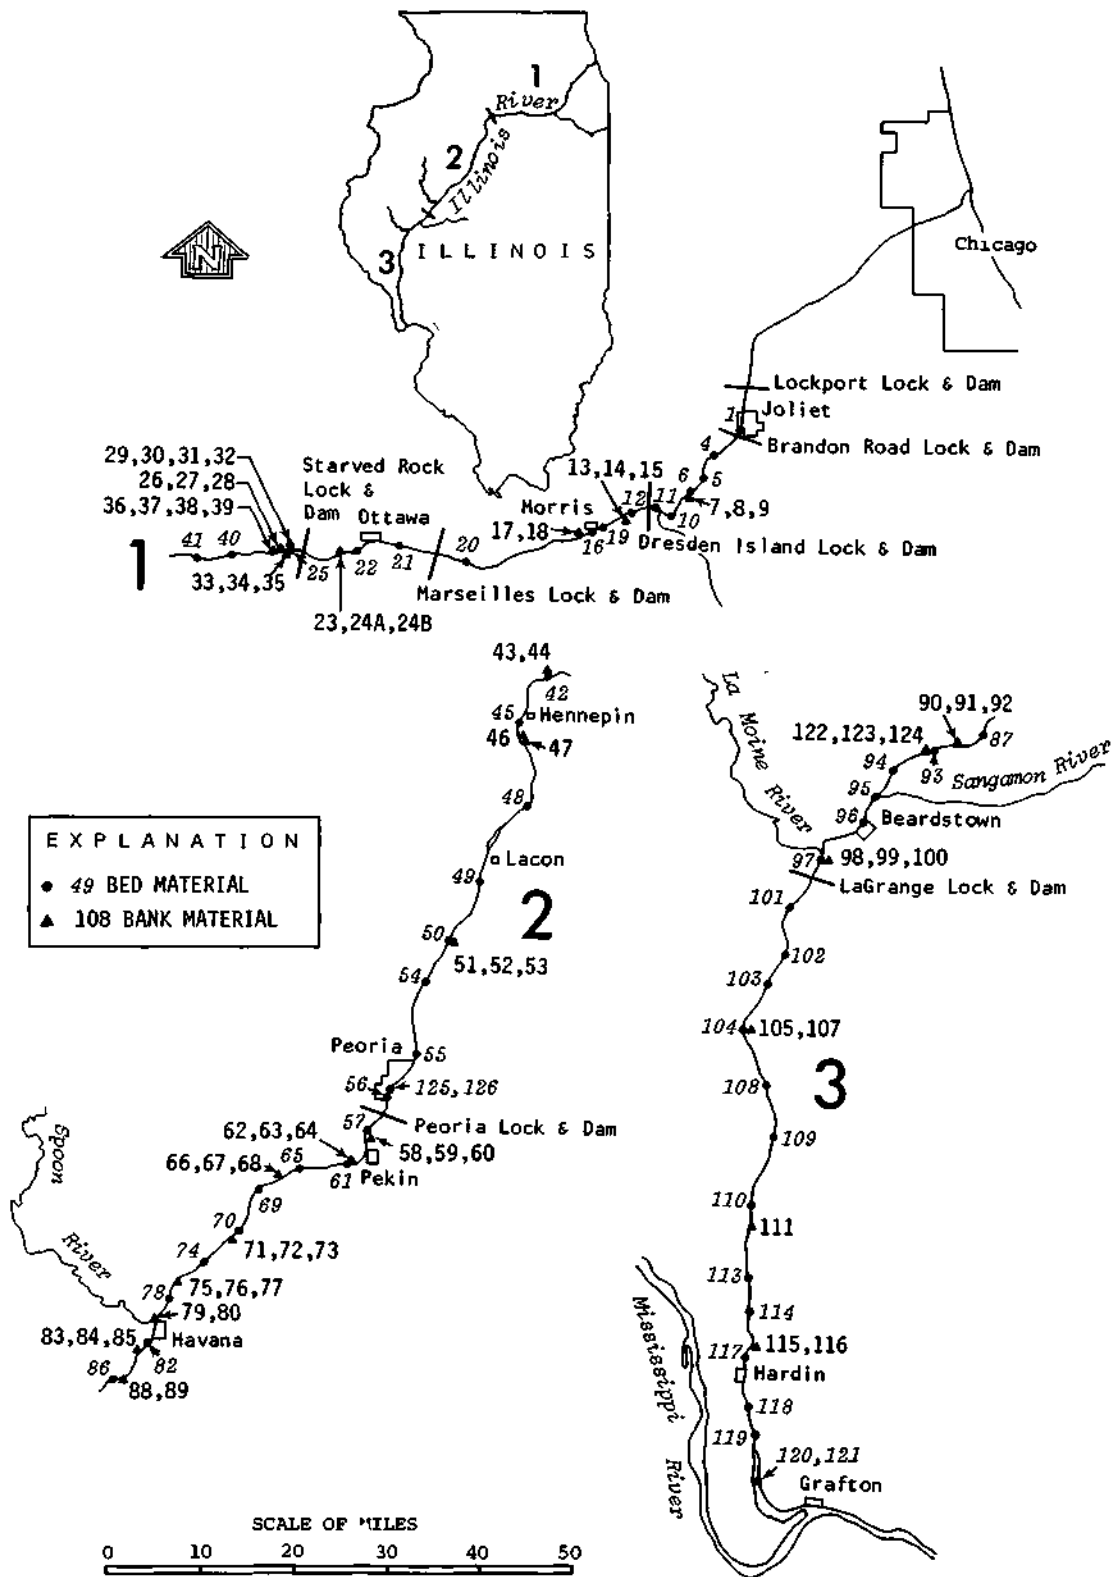 1
River
2
Illinois
3
ILLINOIS
N
Chicago
Lockport Lock & Dam
1
Joliet
Brandon Road Lock & Dam
4
5
6
7,8,9
10
11
12
13,14,15
Dresden Island Lock & Dam
Morris
19
16
17,18
20
Marseilles Lock & Dam
21
Ottawa
22
23,24A,24B
25
Starved Rock
Lock &
Dam
29,30,31,32
26,27,28
36,37,38,39
33,34,35
40
41
1
43,44
42
45
Hennepin
46
47
48
Lacon
49
2
50
51,52,53
54
55
Peoria
56
125,126
Peoria Lock & Dam
57
58,59,60
Pekin
61
62,63,64
65
66,67,68
69
70
71,72,73
74
75,76,77
78
79,80
Havana
82
83,84,85
86
88,89
Spoon
River
EXPLANATION
49 BED MATERIAL
108 BANK MATERIAL
La Moine
River
90,91,92
87
122,123,124
93
94
Sangamon River
95
96
Beardstown
97
98,99,100
LaGrange Lock & Dam
101
102
103
104
105,107
3
108
109
110
111
113
114
115,116
117
Hardin
118
119
120,121
Grafton
Mississippi
River
SCALE OF MILES
0 10 20 30 40 50